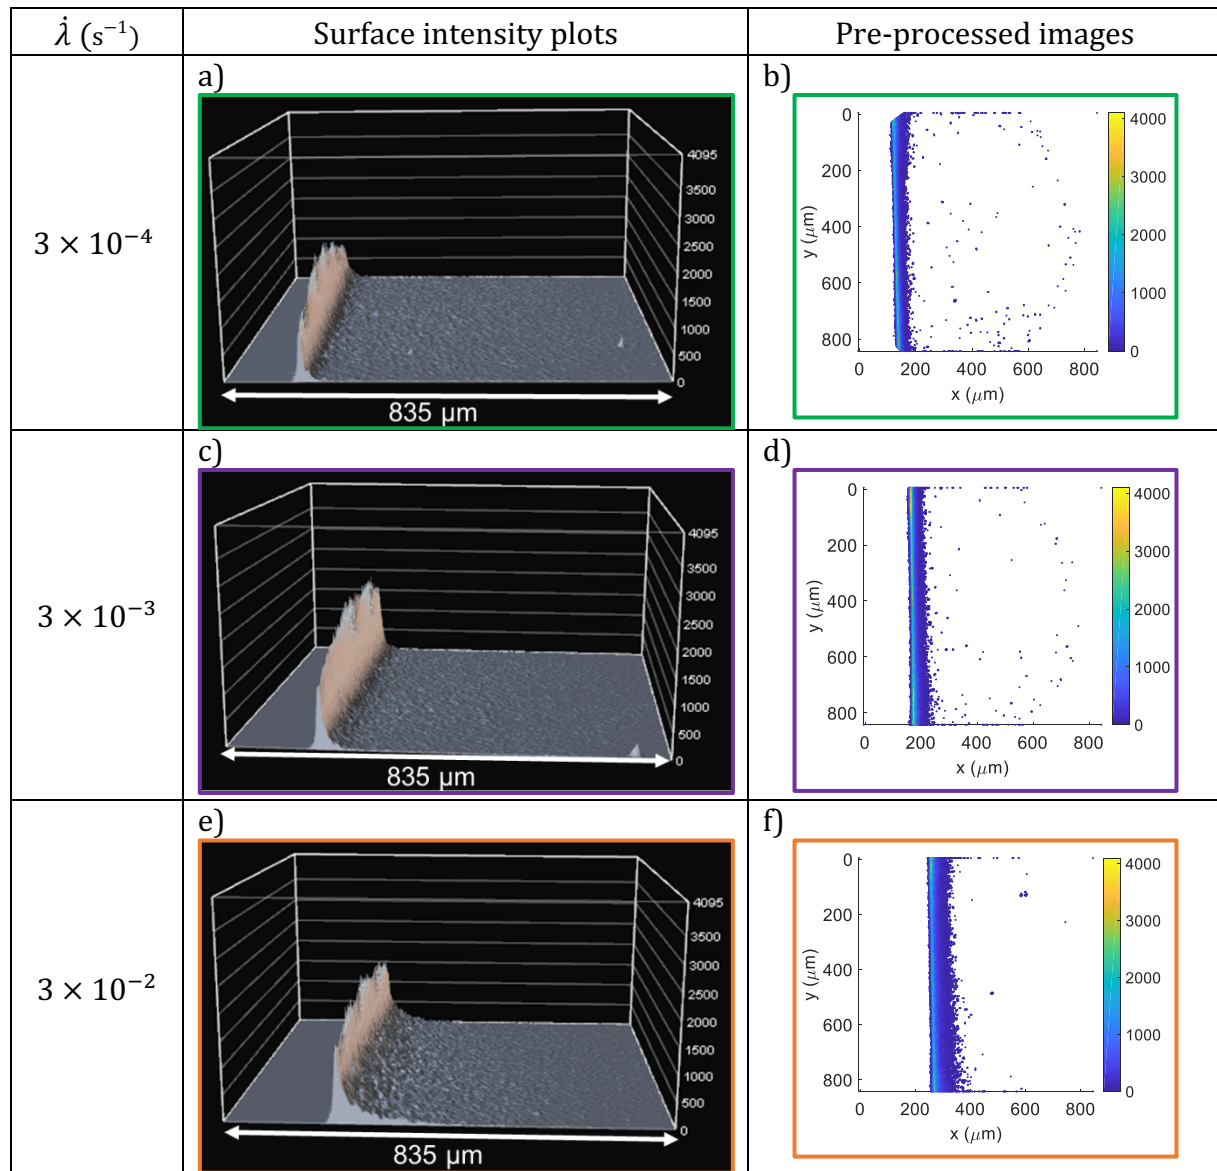 λ̇ (s⁻¹)
Surface intensity plots
Pre-processed images
3 × 10⁻⁴
a)
4095
3500
3000
2500
2000
1500
1000
500
0
835 μm
b)
0
200
400
600
800
y (μm)
0 200 400 600 800
x (μm)
4000
3000
2000
1000
0
3 × 10⁻³
c)
4095
3500
3000
2500
2000
1500
1000
500
0
835 μm
d)
0
200
400
600
800
y (μm)
0 200 400 600 800
x (μm)
4000
3000
2000
1000
0
3 × 10⁻²
e)
4095
3500
3000
2500
2000
1500
1000
500
0
835 μm
f)
0
200
400
600
800
y (μm)
0 200 400 600 800
x (μm)
4000
3000
2000
1000
0